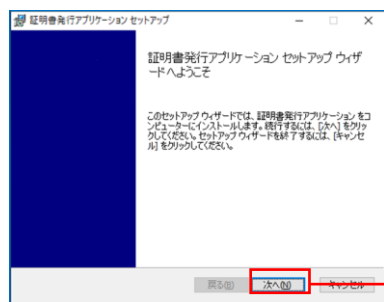 証明書発行アプリケーション セットアップ
証明書発行アプリケーション セットアップ ウィザ
ードへようこそ
このセットアップ ウィザードでは、証明書発行アプリケーション をコ
ンピューターにインストールします。続行するには、[次へ] をクリッ
クしてください。セットアップ ウィザードを終了するには、[キャンセ
ル] をクリックしてください。
戻る(B)
次へ(N)
キャンセル